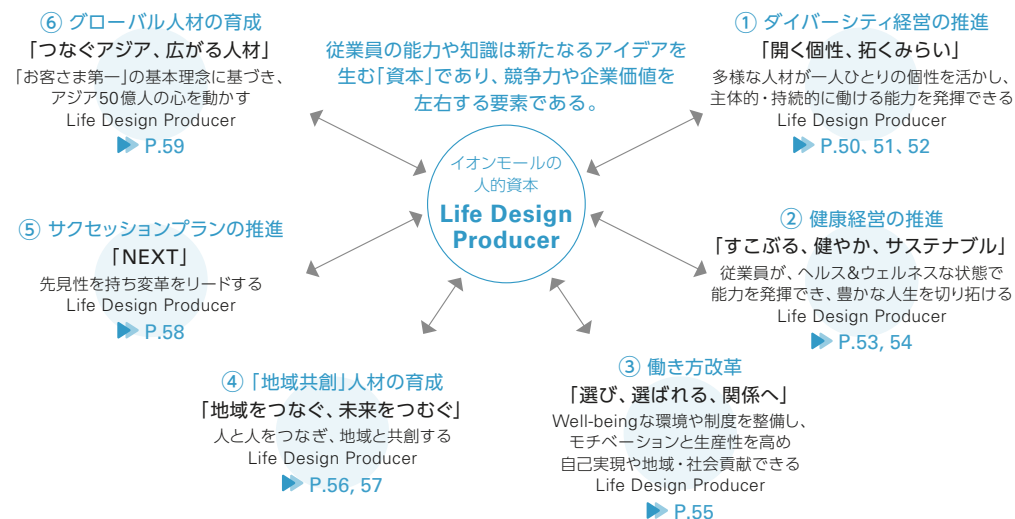 従業員の能力や知識は新たなるアイデアを
生む「資本」であり、競争力や企業価値を
左右する要素である。
イオンモールの
人的資本
Life Design
Producer
① ダイバーシティ経営の推進
「開く個性、拓くみらい」
多様な人材が一人ひとりの個性を活かし、
主体的・持続的に働ける能力を発揮できる
Life Design Producer
P.50、51、52
② 健康経営の推進
「すこぶる、健やか、サステナブル」
従業員が、ヘルス&ウェルネスな状態で
能力を発揮でき、豊かな人生を切り拓ける
Life Design Producer
P.53, 54
③ 働き方改革
「選び、選ばれる、関係へ」
Well-beingな環境や制度を整備し、
モチベーションと生産性を高め
自己実現や地域・社会貢献できる
Life Design Producer
P.55
④ 「地域共創」人材の育成
「地域をつなぐ、未来をつむぐ」
人と人をつなぎ、地域と共創する
Life Design Producer
P.56, 57
⑤ サクセッションプランの推進
「NEXT」
先見性を持ち変革をリードする
Life Design Producer
P.58
⑥ グローバル人材の育成
「つなぐアジア、広がる人材」
「お客さま第一」の基本理念に基づき、
アジア50億人の心を動かす
Life Design Producer
P.59